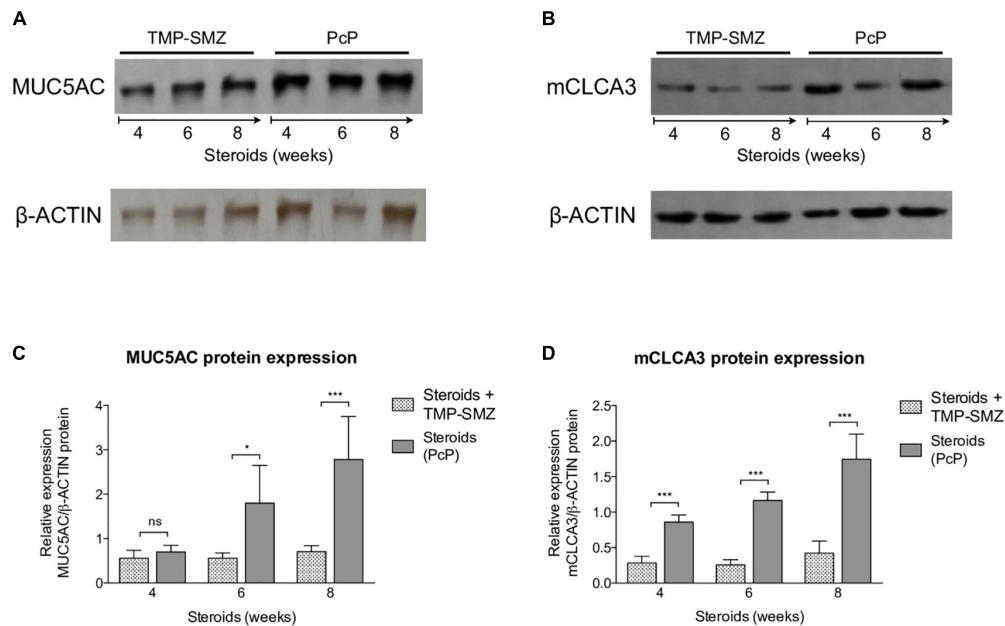 A
TMP-SMZ PcP
MUC5AC
4 6 8 4 6 8
Steroids (weeks)
β-ACTIN
B
TMP-SMZ PcP
mCLCA3
4 6 8 4 6 8
Steroids (weeks)
β-ACTIN
C
MUC5AC protein expression
Relative expression
MUC5AC/β-ACTIN protein
4
3
2
1
0
ns
*
***
4 6 8
Steroids (weeks)
Steroids +
TMP-SMZ
Steroids
(PcP)
D
mCLCA3 protein expression
Relative expression
mCLCA3/β-ACTIN protein
2.5
2.0
1.5
1.0
0.5
0.0
***
***
***
4 6 8
Steroids (weeks)
Steroids +
TMP-SMZ
Steroids
(PcP)